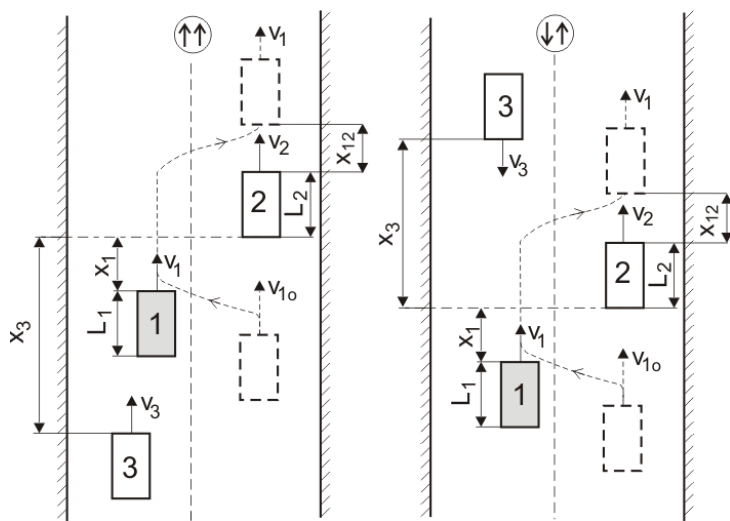 ↑↑
v₁
v₂
x₁₂
2
L₂
x₁
v₁
L₁
1
v₁ₒ
x₃
v₃
3
↓↑
3
v₃
v₁
x₁₂
v₂
2
L₂
x₃
x₁
v₁
L₁
1
v₁ₒ